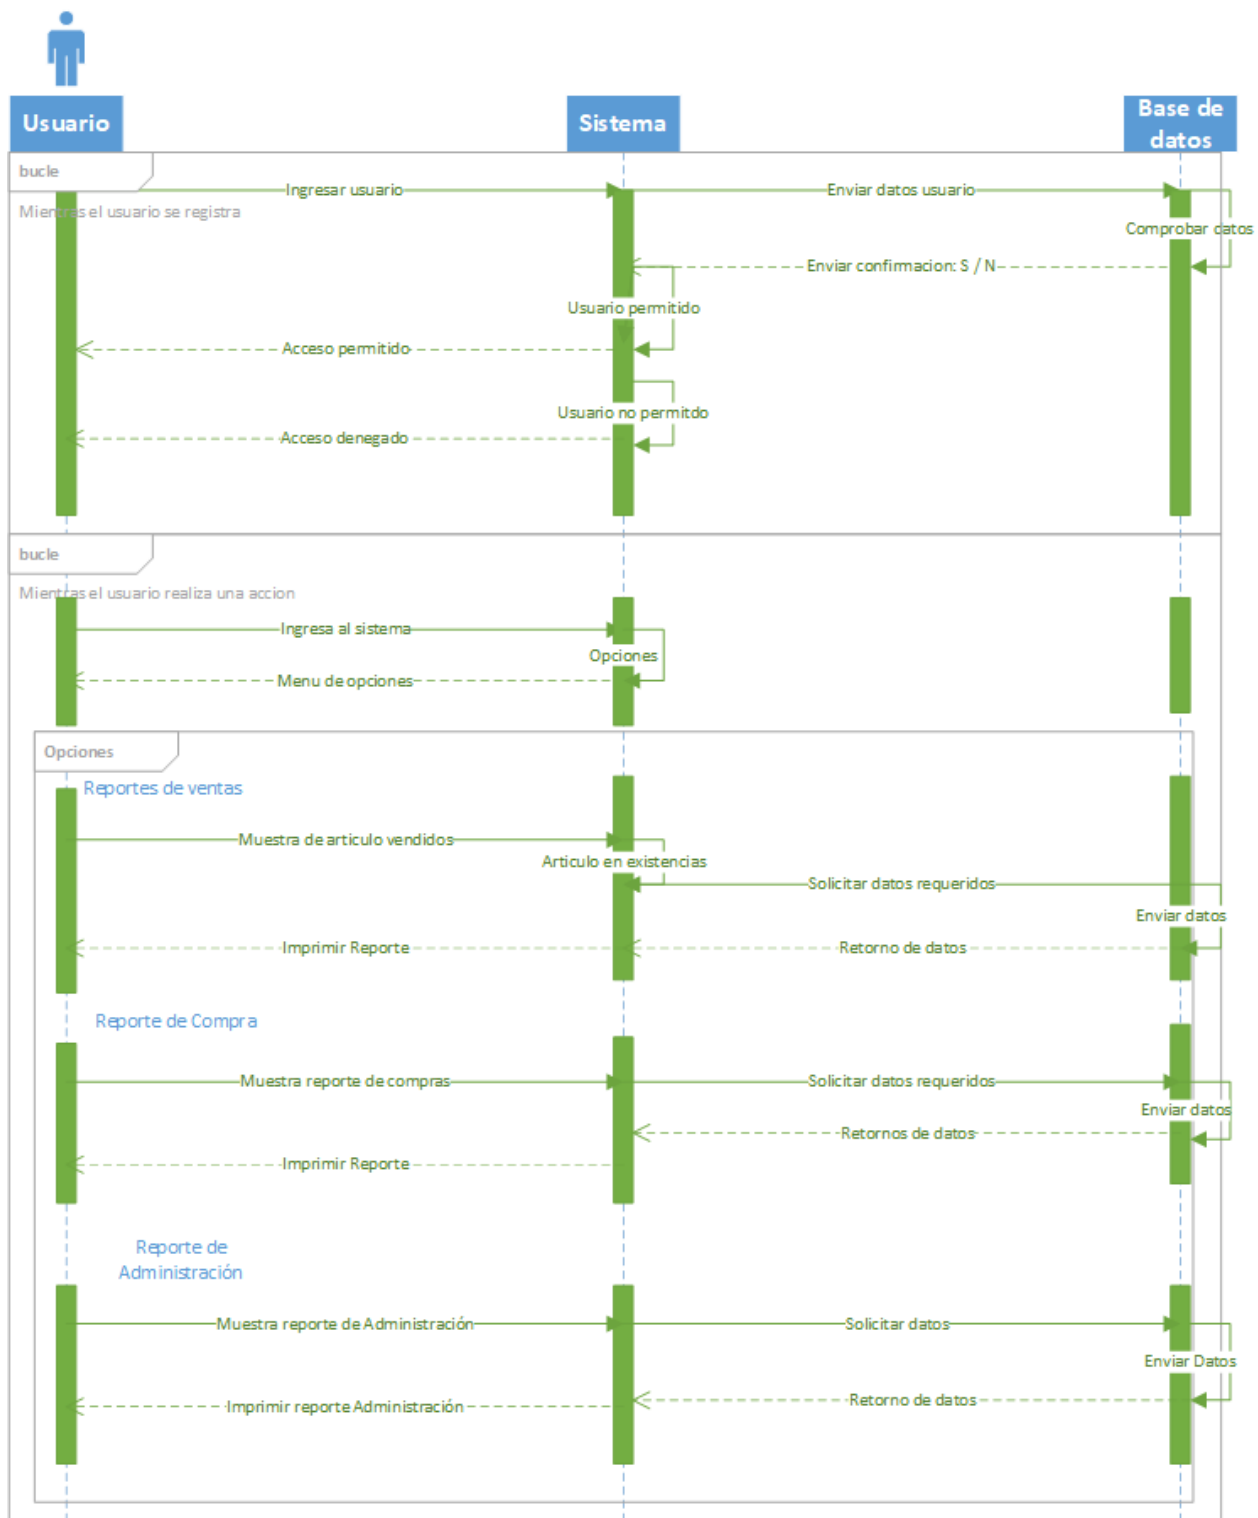 Usuario
Sistema
Base de
datos
bucle
Ingresar usuario
Enviar datos usuario
Mientras el usuario se registra
Comprobar datos
Enviar confirmacion: S / N
Usuario permitido
Acceso permitido
Usuario no permitdo
Acceso denegado
bucle
Mientras el usuario realiza una accion
Ingresa al sistema
Opciones
Menu de opciones
Opciones
Reportes de ventas
Muestra de articulo vendidos
Articulo en existencias
Solicitar datos requeridos
Enviar datos
Imprimir Reporte
Retorno de datos
Reporte de Compra
Muestra reporte de compras
Solicitar datos requeridos
Enviar datos
Retornos de datos
Imprimir Reporte
Reporte de
Administración
Muestra reporte de Administración
Solicitar datos
Enviar Datos
Retorno de datos
Imprimir reporte Administración